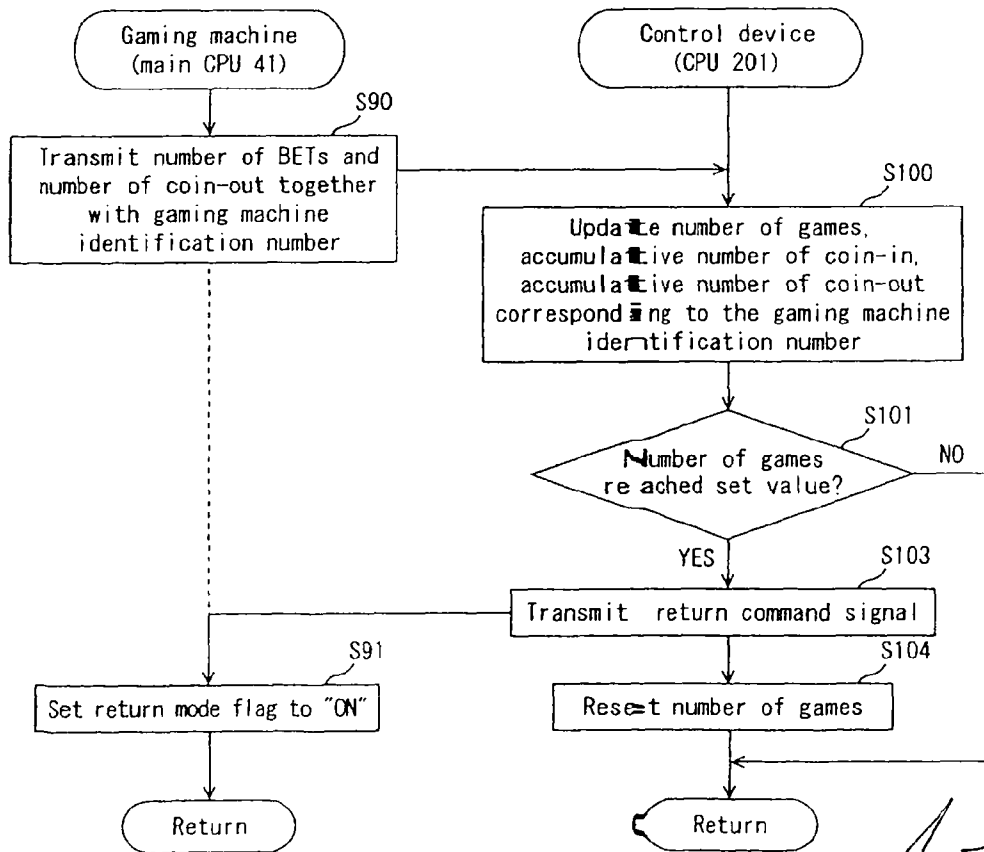 Gaming machine
(main CPU 41)
Control device
(CPU 201)
S90
Transmit number of BETs and
number of coin-out together
with gaming machine
identification number
S100
Update number of games,
accumulative number of coin-in,
accumulative number of coin-out
corresponding to the gaming machine
identification number
S101
Number of games
reached set value?
NO
YES
S103
Transmit return command signal
S91
Set return mode flag to "ON"
S104
Reset number of games
Return
Return